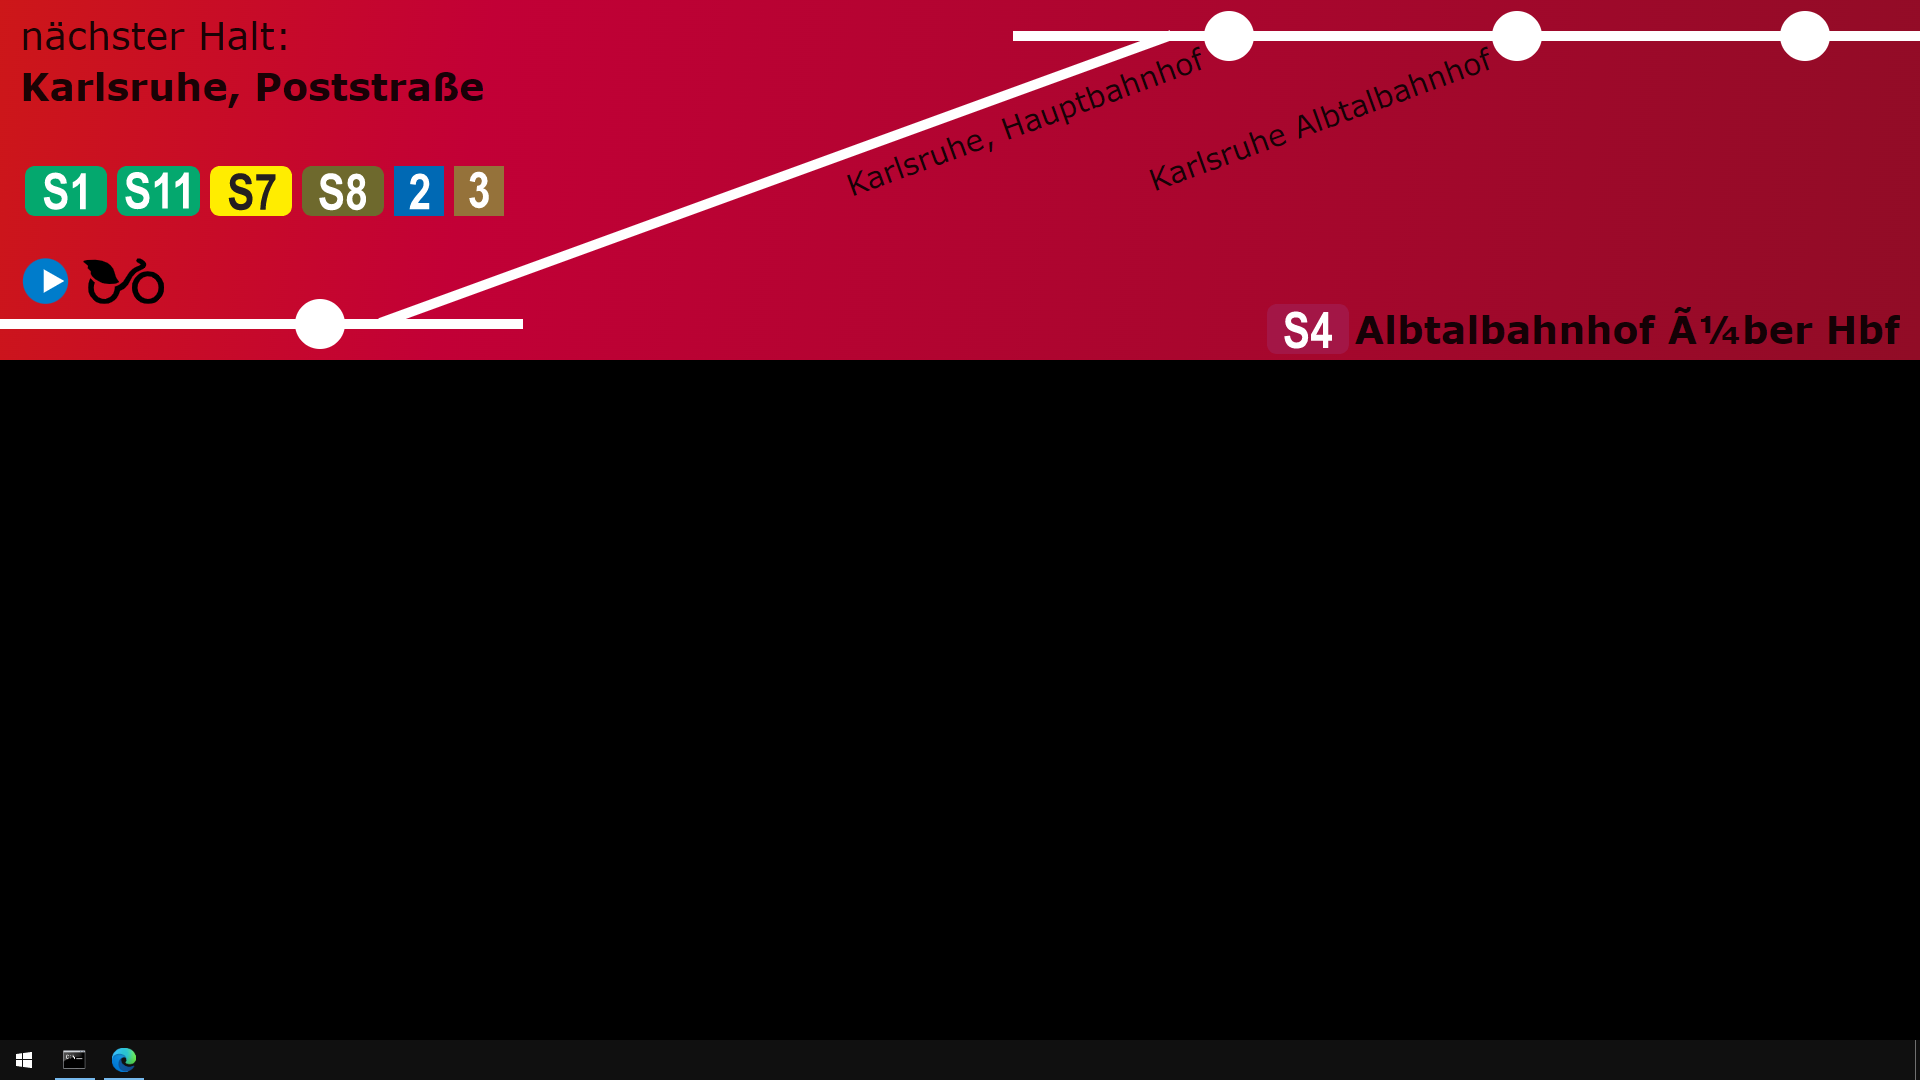 nächster Halt:
Karlsruhe, Poststraße
Karlsruhe, Hauptbahnhof
Karlsruhe Albtalbahnhof
S1 S11 S7 S8 2 3
S4 Albtalbahnhof Ã¼ber Hbf